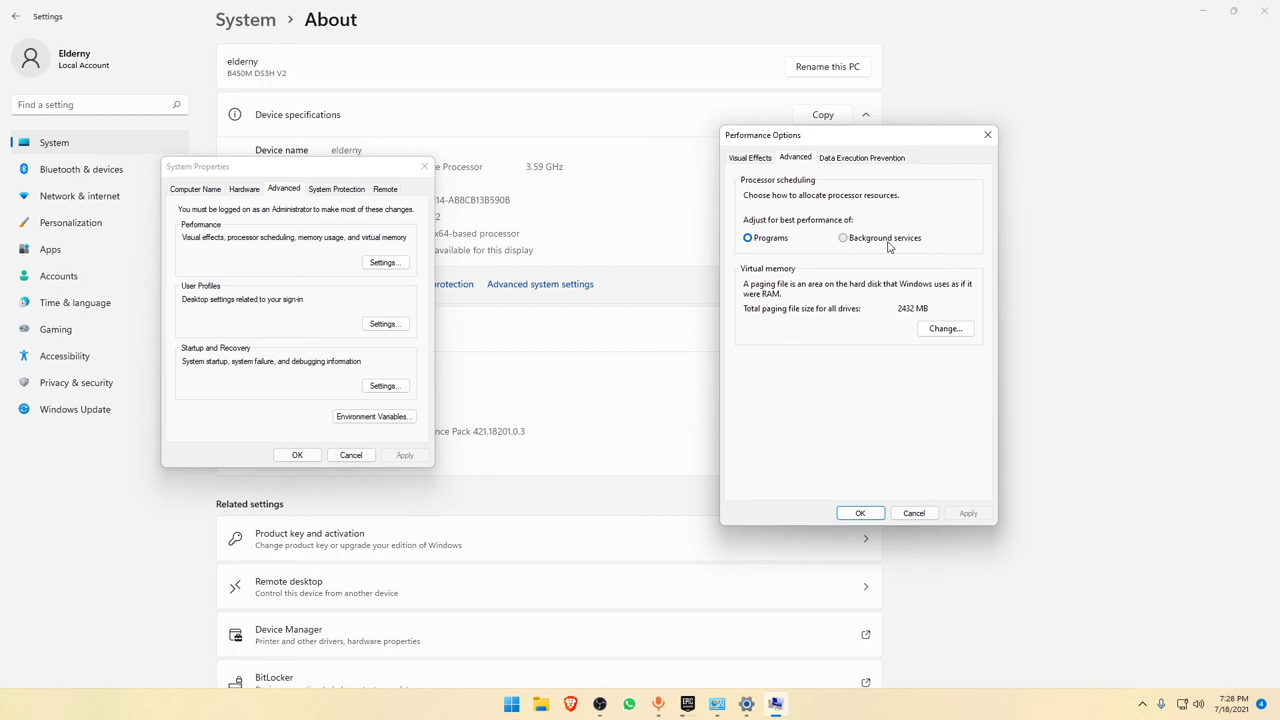 Settings
System > About
Elderny
Local Account
Find a setting
System
Bluetooth & devices
Network & internet
Personalization
Apps
Accounts
Time & language
Gaming
Accessibility
Privacy & security
Windows Update
elderny
B450M DS3H V2
Rename this PC
Device specifications
Copy
Device name elderny
Processor 3.59 GHz
14-AB8CB13B590B
x64-based processor
protection Advanced system settings
Pack 421.18201.0.3
Related settings
Product key and activation
Change product key or upgrade your edition of Windows
Remote desktop
Control this device from another device
Device Manager
Printer and other drivers, hardware properties
BitLocker
System Properties
Computer Name Hardware Advanced System Protection Remote
You must be logged on as an Administrator to make most of these changes.
Performance
Visual effects, processor scheduling, memory usage, and virtual memory
Settings...
User Profiles
Desktop settings related to your sign-in
Settings...
Startup and Recovery
System startup, system failure, and debugging information
Settings...
Environment Variables...
OK Cancel Apply
Performance Options
Visual Effects Advanced Data Execution Prevention
Processor scheduling
Choose how to allocate processor resources.
Adjust for best performance of:
Programs Background services
Virtual memory
A paging file is an area on the hard disk that Windows uses as if it
were RAM.
Total paging file size for all drives: 2432 MB
Change...
OK Cancel Apply
EPIC
7:28 PM
7/18/2021
4